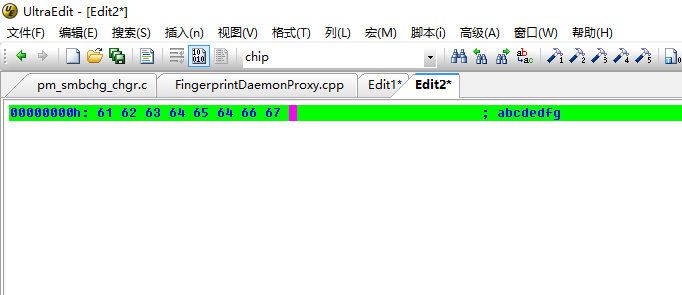 UltraEdit - [Edit2*]
文件(F) 编辑(E) 搜索(S) 插入(n) 视图(V) 格式(T) 列(L) 宏(M) 脚本(i) 高级(A) 窗口(W) 帮助(H)
chip
pm_smbchg_chgr.c FingerprintDaemonProxy.cpp Edit1* Edit2*
00000000h: 61 62 63 64 65 64 66 67 ; abcdedfg